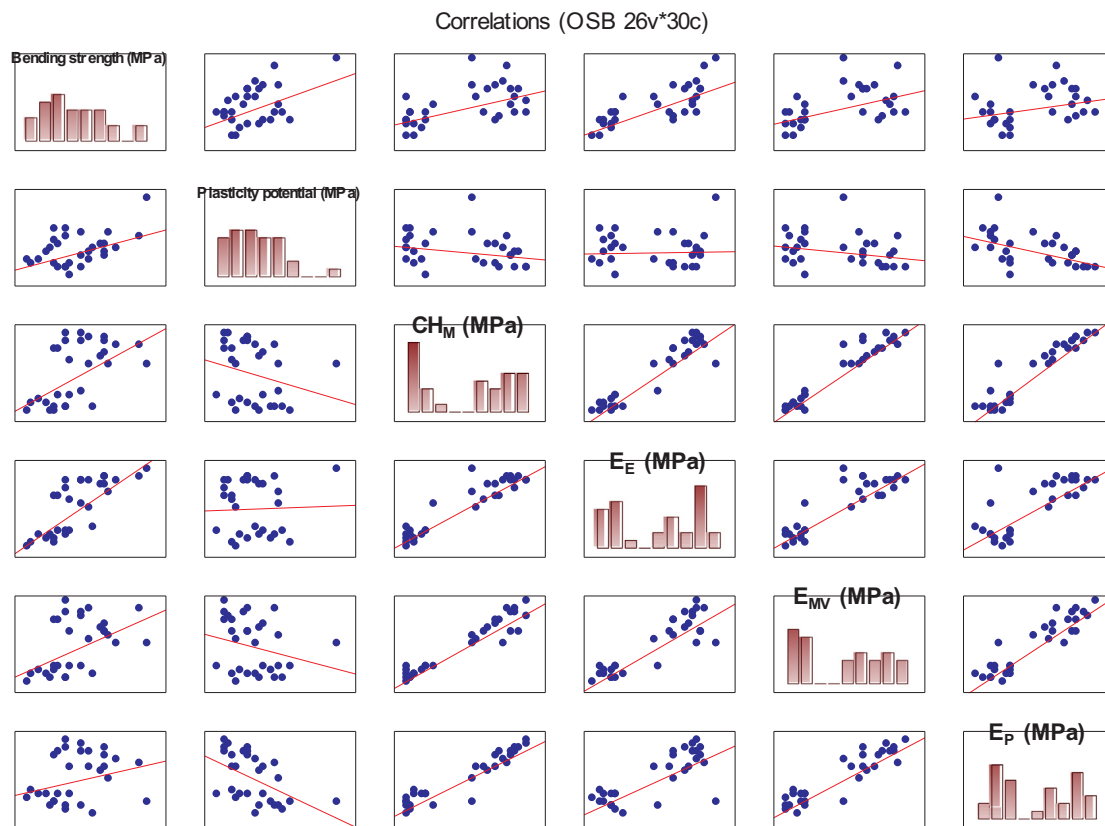 Correlations (OSB 26v*30c)
Bending strength (MPa)
Plasticity potential (MPa)
CH_M (MPa)
E_E (MPa)
E_MV (MPa)
E_P (MPa)